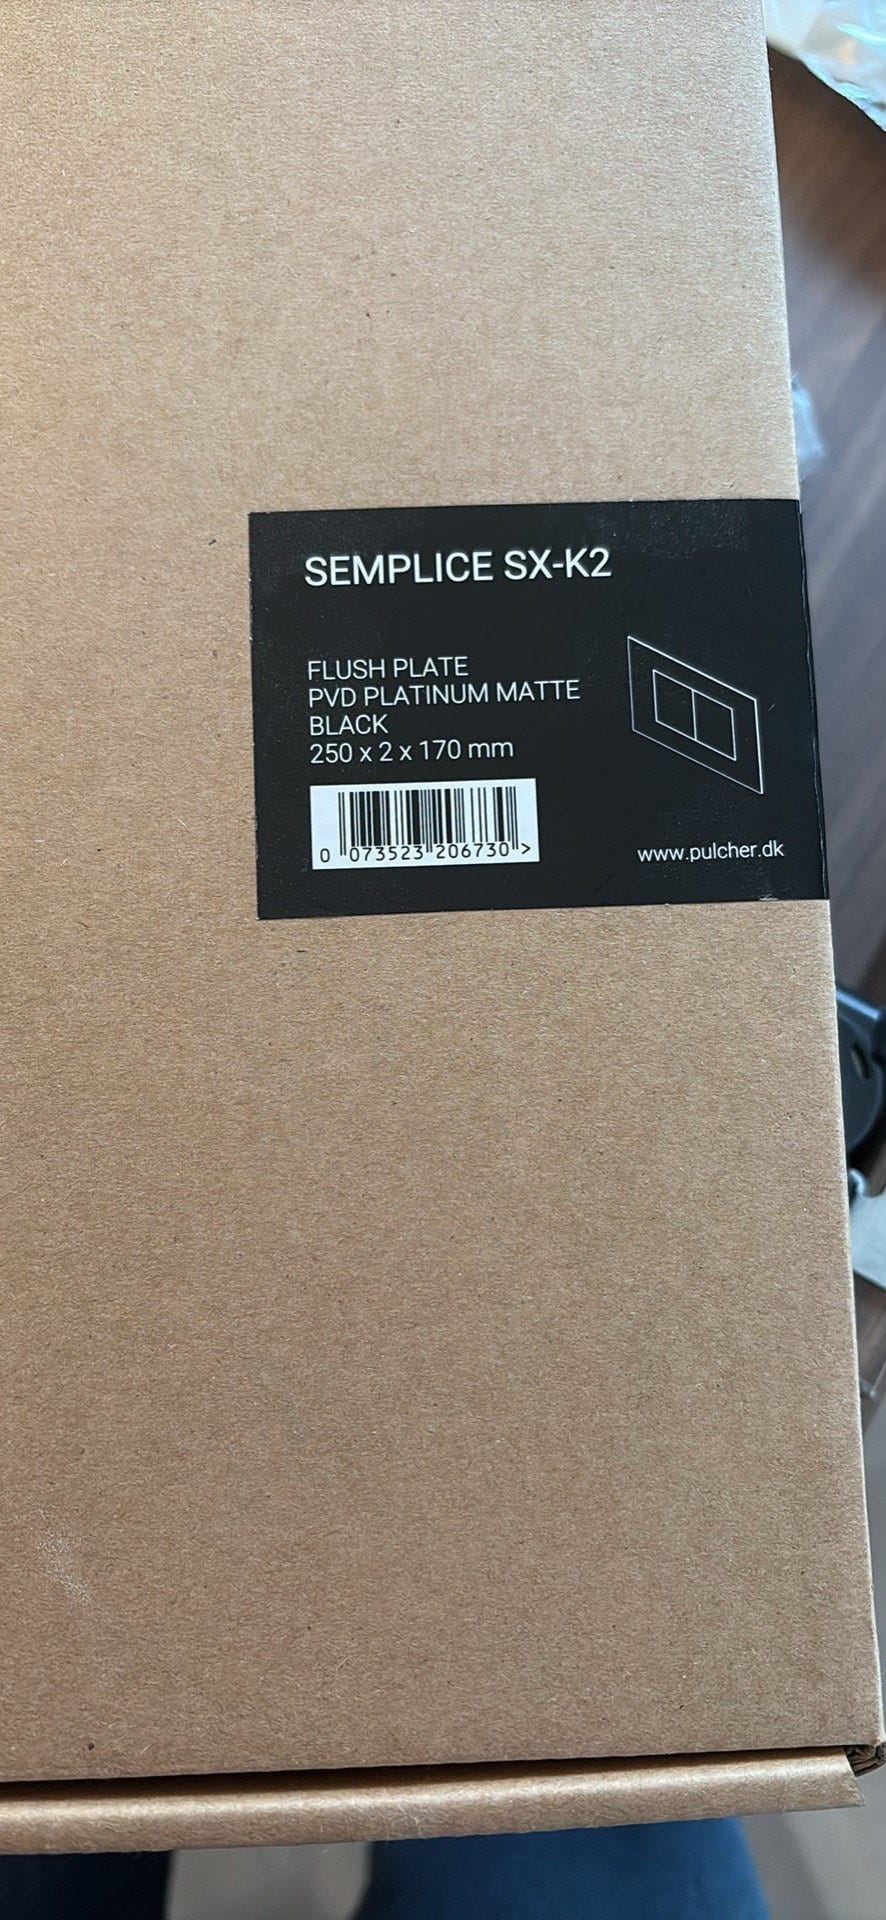 SEMPLICE SX-K2
FLUSH PLATE
PVD PLATINUM MATTE
BLACK
250 x 2 x 170 mm
0 073523 206730 >
www.pulcher.dk